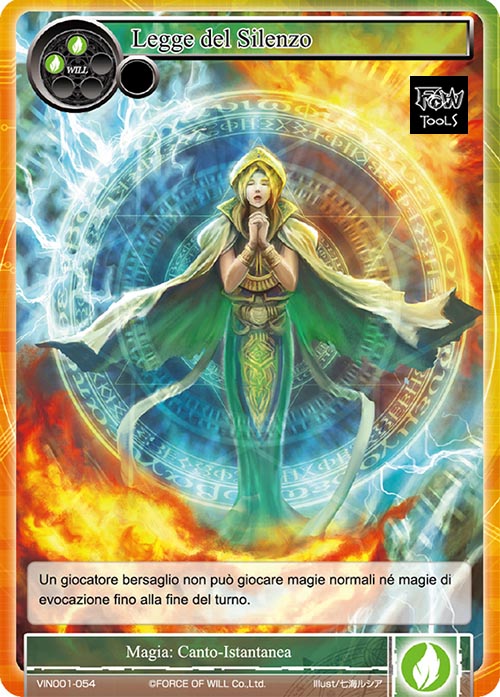 Legge del Silenzo
WILL
FOW
TOOLS
Un giocatore bersaglio non può giocare magie normali né magie di
evocazione fino alla fine del turno.
Magia: Canto-Istantanea
VIN001-054 ©FORCE OF WILL Co.,Ltd. Illust/七海ルシア